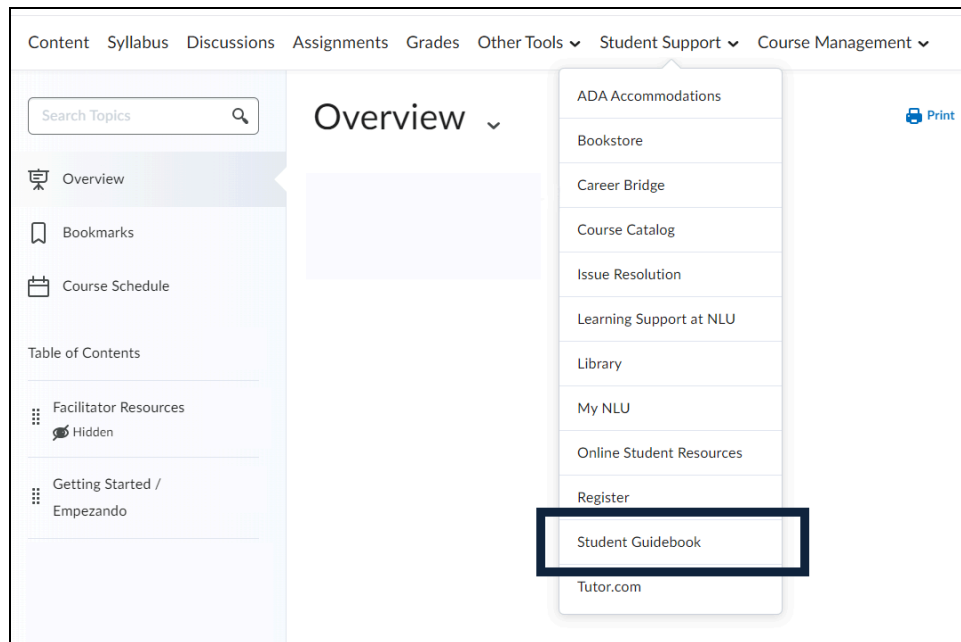 Content Syllabus Discussions Assignments Grades Other Tools Student Support Course Management
Search Topics
Overview
Bookmarks
Course Schedule
Table of Contents
Facilitator Resources
Hidden
Getting Started /
Empezando
Overview
Print
ADA Accommodations
Bookstore
Career Bridge
Course Catalog
Issue Resolution
Learning Support at NLU
Library
My NLU
Online Student Resources
Register
Student Guidebook
Tutor.com